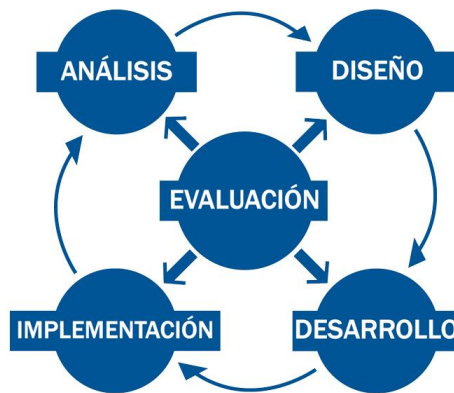 ANÁLISIS
DISEÑO
EVALUACIÓN
IMPLEMENTACIÓN
DESARROLLO